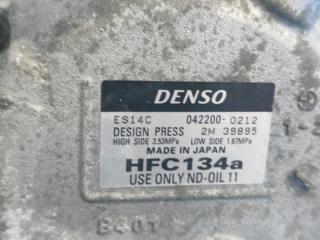 DENSO
ES14C 042200-0212
DESIGN PRESS 2M 39895
HIGH SIDE 3.53MPa LOW SIDE 1.67MPa
MADE IN JAPAN
HFC134a
USE ONLY ND-OIL 11